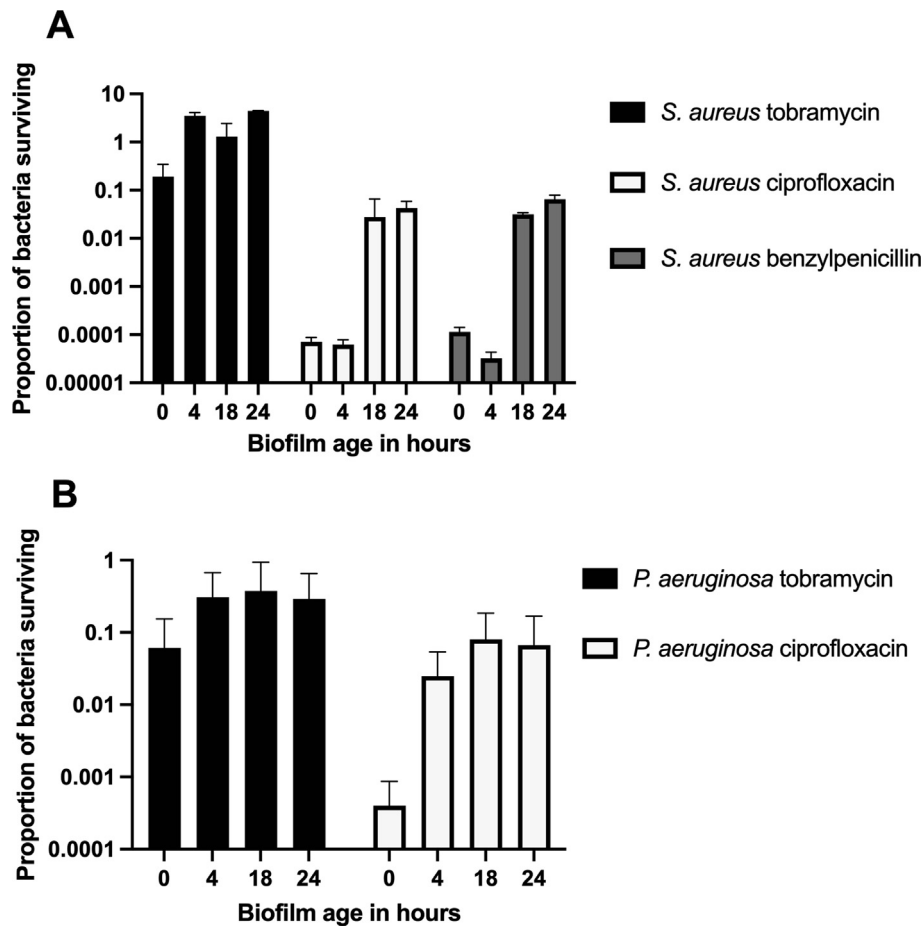 A
Proportion of bacteria surviving
10
1
0.1
0.01
0.001
0.0001
0.00001
0 4 18 24 0 4 18 24 0 4 18 24
Biofilm age in hours
S. aureus tobramycin
S. aureus ciprofloxacin
S. aureus benzylpenicillin
B
Proportion of bacteria surviving
1
0.1
0.01
0.001
0.0001
0 4 18 24 0 4 18 24
Biofilm age in hours
P. aeruginosa tobramycin
P. aeruginosa ciprofloxacin